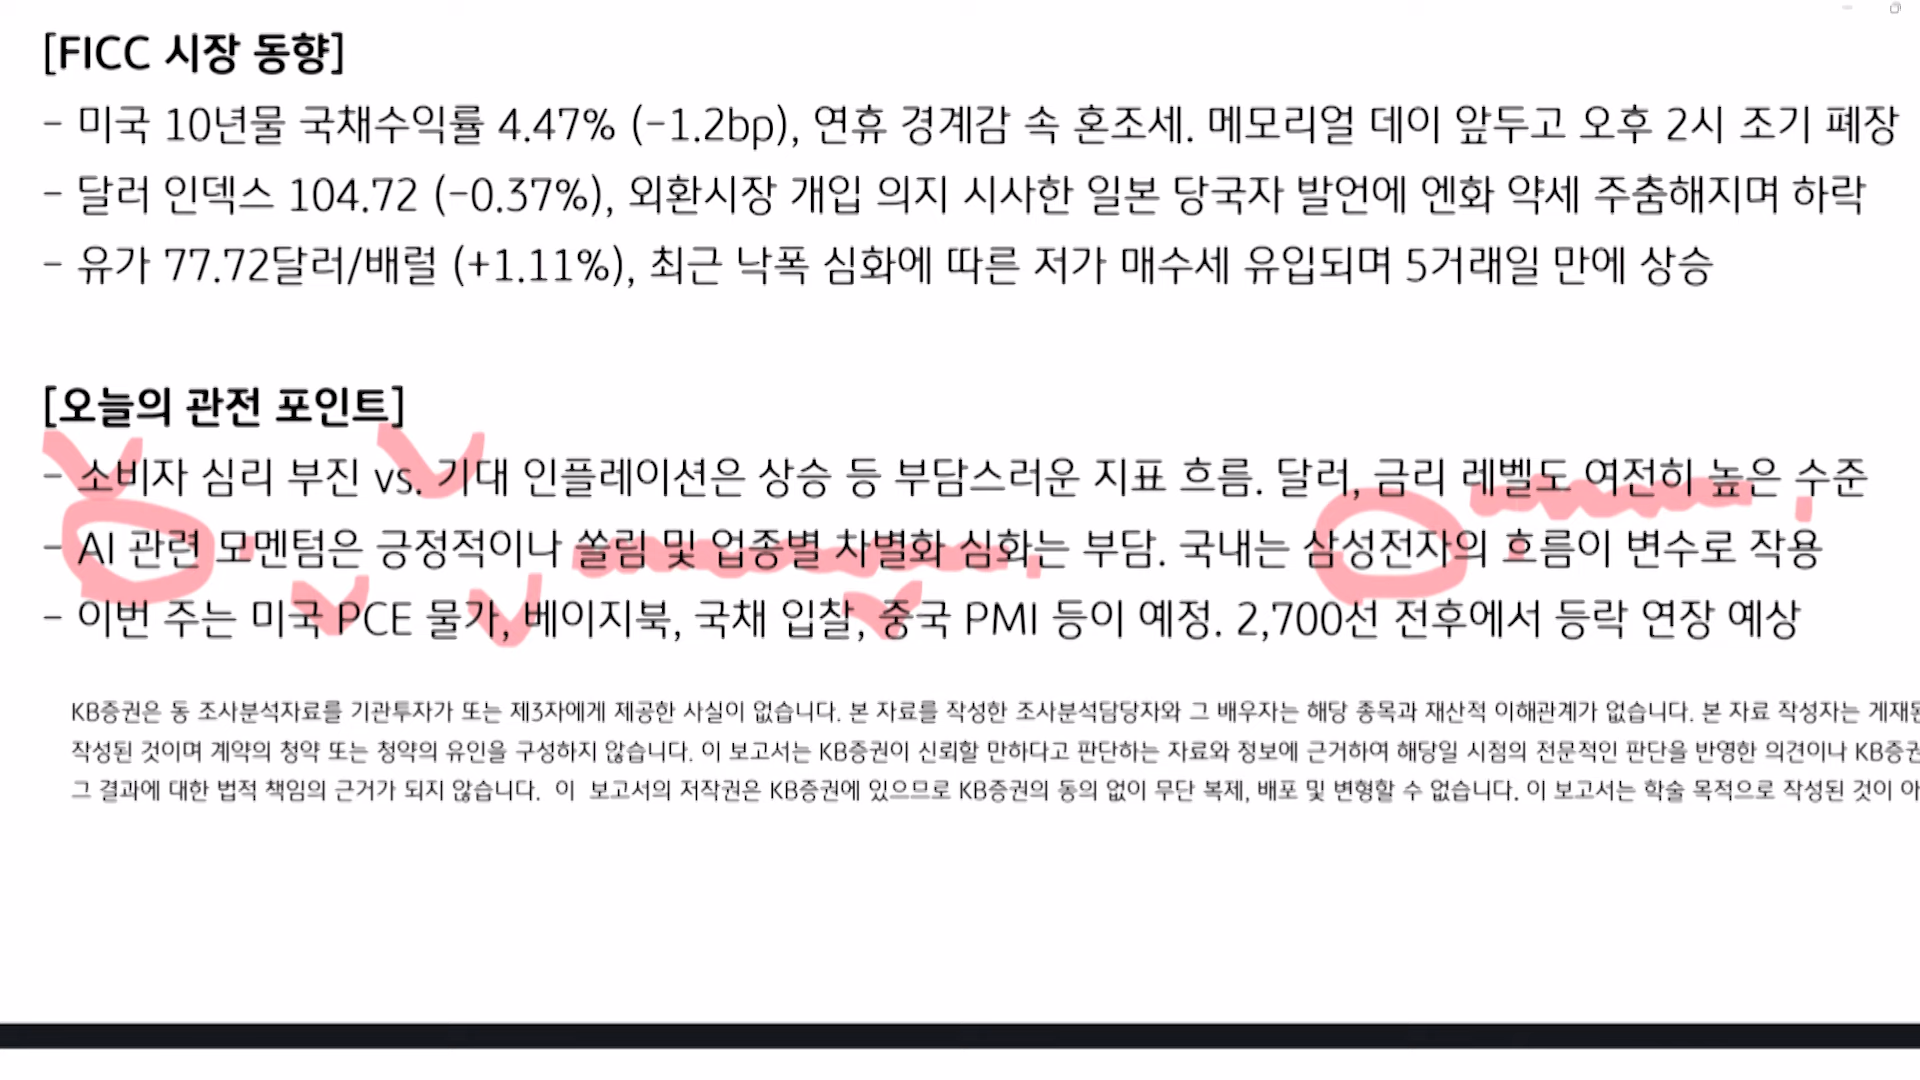 [FICC 시장 동향]
- 미국 10년물 국채수익률 4.47% (-1.2bp), 연휴 경계감 속 혼조세. 메모리얼 데이 앞두고 오후 2시 조기 폐장
- 달러 인덱스 104.72 (-0.37%), 외환시장 개입 의지 시사한 일본 당국자 발언에 엔화 약세 주춤해지며 하락
- 유가 77.72달러/배럴 (+1.11%), 최근 낙폭 심화에 따른 저가 매수세 유입되며 5거래일 만에 상승
[오늘의 관전 포인트]
- 소비자 심리 부진 vs. 기대 인플레이션은 상승 등 부담스러운 지표 흐름. 달러, 금리 레벨도 여전히 높은 수준
- AI 관련 모멘텀은 긍정적이나 쏠림 및 업종별 차별화 심화는 부담. 국내는 삼성전자의 흐름이 변수로 작용
- 이번 주는 미국 PCE 물가, 베이지북, 국채 입찰, 중국 PMI 등이 예정. 2,700선 전후에서 등락 연장 예상
KB증권은 동 조사분석자료를 기관투자가 또는 제3자에게 제공한 사실이 없습니다. 본 자료를 작성한 조사분석담당자와 그 배우자는 해당 종목과 재산적 이해관계가 없습니다. 본 자료 작성자는 게재된
작성된 것이며 계약의 청약 또는 청약의 유인을 구성하지 않습니다. 이 보고서는 KB증권이 신뢰할 만하다고 판단하는 자료와 정보에 근거하여 해당일 시점의 전문적인 판단을 반영한 의견이나 KB증권
그 결과에 대한 법적 책임의 근거가 되지 않습니다. 이 보고서의 저작권은 KB증권에 있으므로 KB증권의 동의 없이 무단 복제, 배포 및 변형할 수 없습니다. 이 보고서는 학술 목적으로 작성된 것이 아